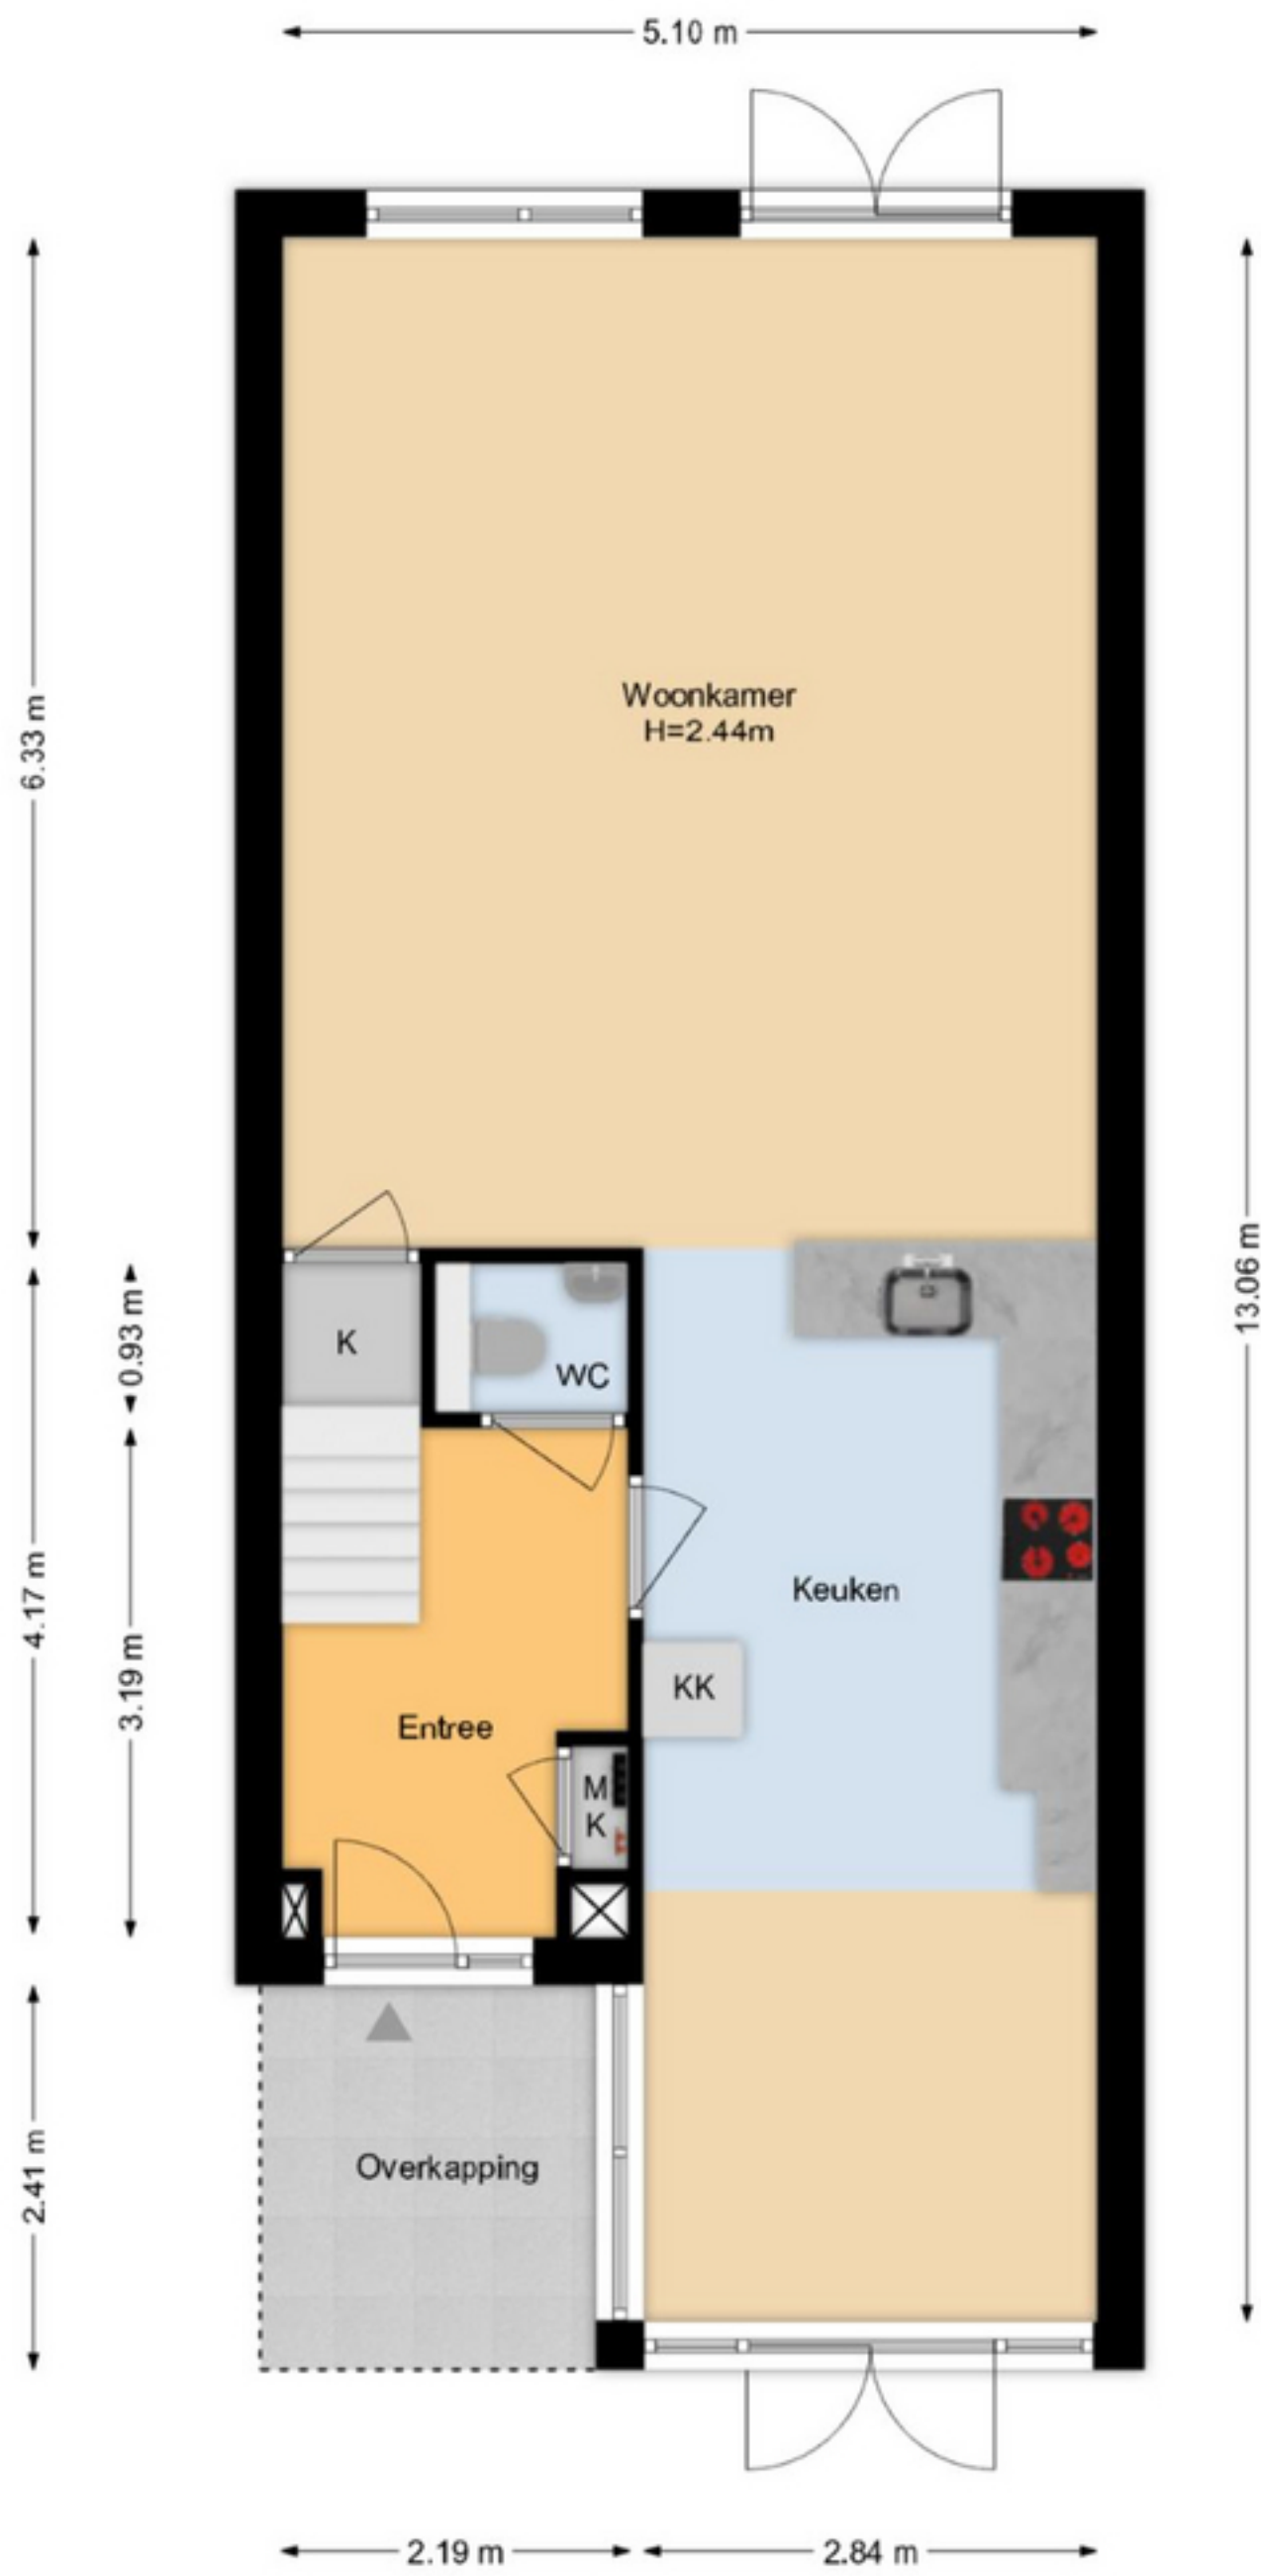 5.10 m
Woonkamer
H=2.44m
6.33 m
13.06 m
0.93 m
K
WC
4.17 m
3.19 m
Keuken
KK
Entree
M
K
2.41 m
Overkapping
2.19 m
2.84 m